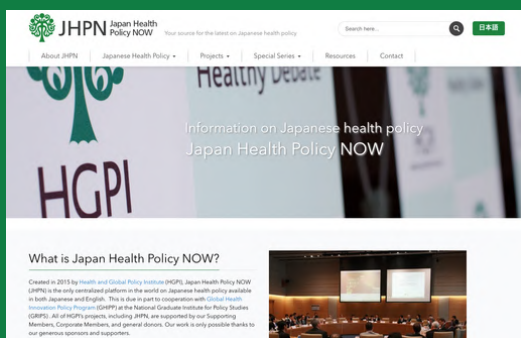 JHPN Japan Health
Policy NOW
Your source for the latest on Japanese health policy
Search here...
日本語
About JHPN
Japanese Health Policy
Projects
Special Series
Resources
Contact
Healthy Debate
HGPI
Information on Japanese health policy
Japan Health Policy NOW
What is Japan Health Policy NOW?
Created in 2015 by Health and Global Policy Institute (HGPI), Japan Health Policy NOW
(JHPN) is the only centralized platform in the world on Japanese health policy available
in both Japanese and English. This is due in part to cooperation with Global Health
Innovation Policy Program (GHIPP) at the National Graduate Institute for Policy Studies
(GRIPS). All of HGPI's projects, including JHPN, are supported by our Supporting
Members, Corporate Members, and general donors. Our work is only possible thanks to
our generous sponsors and supporters.